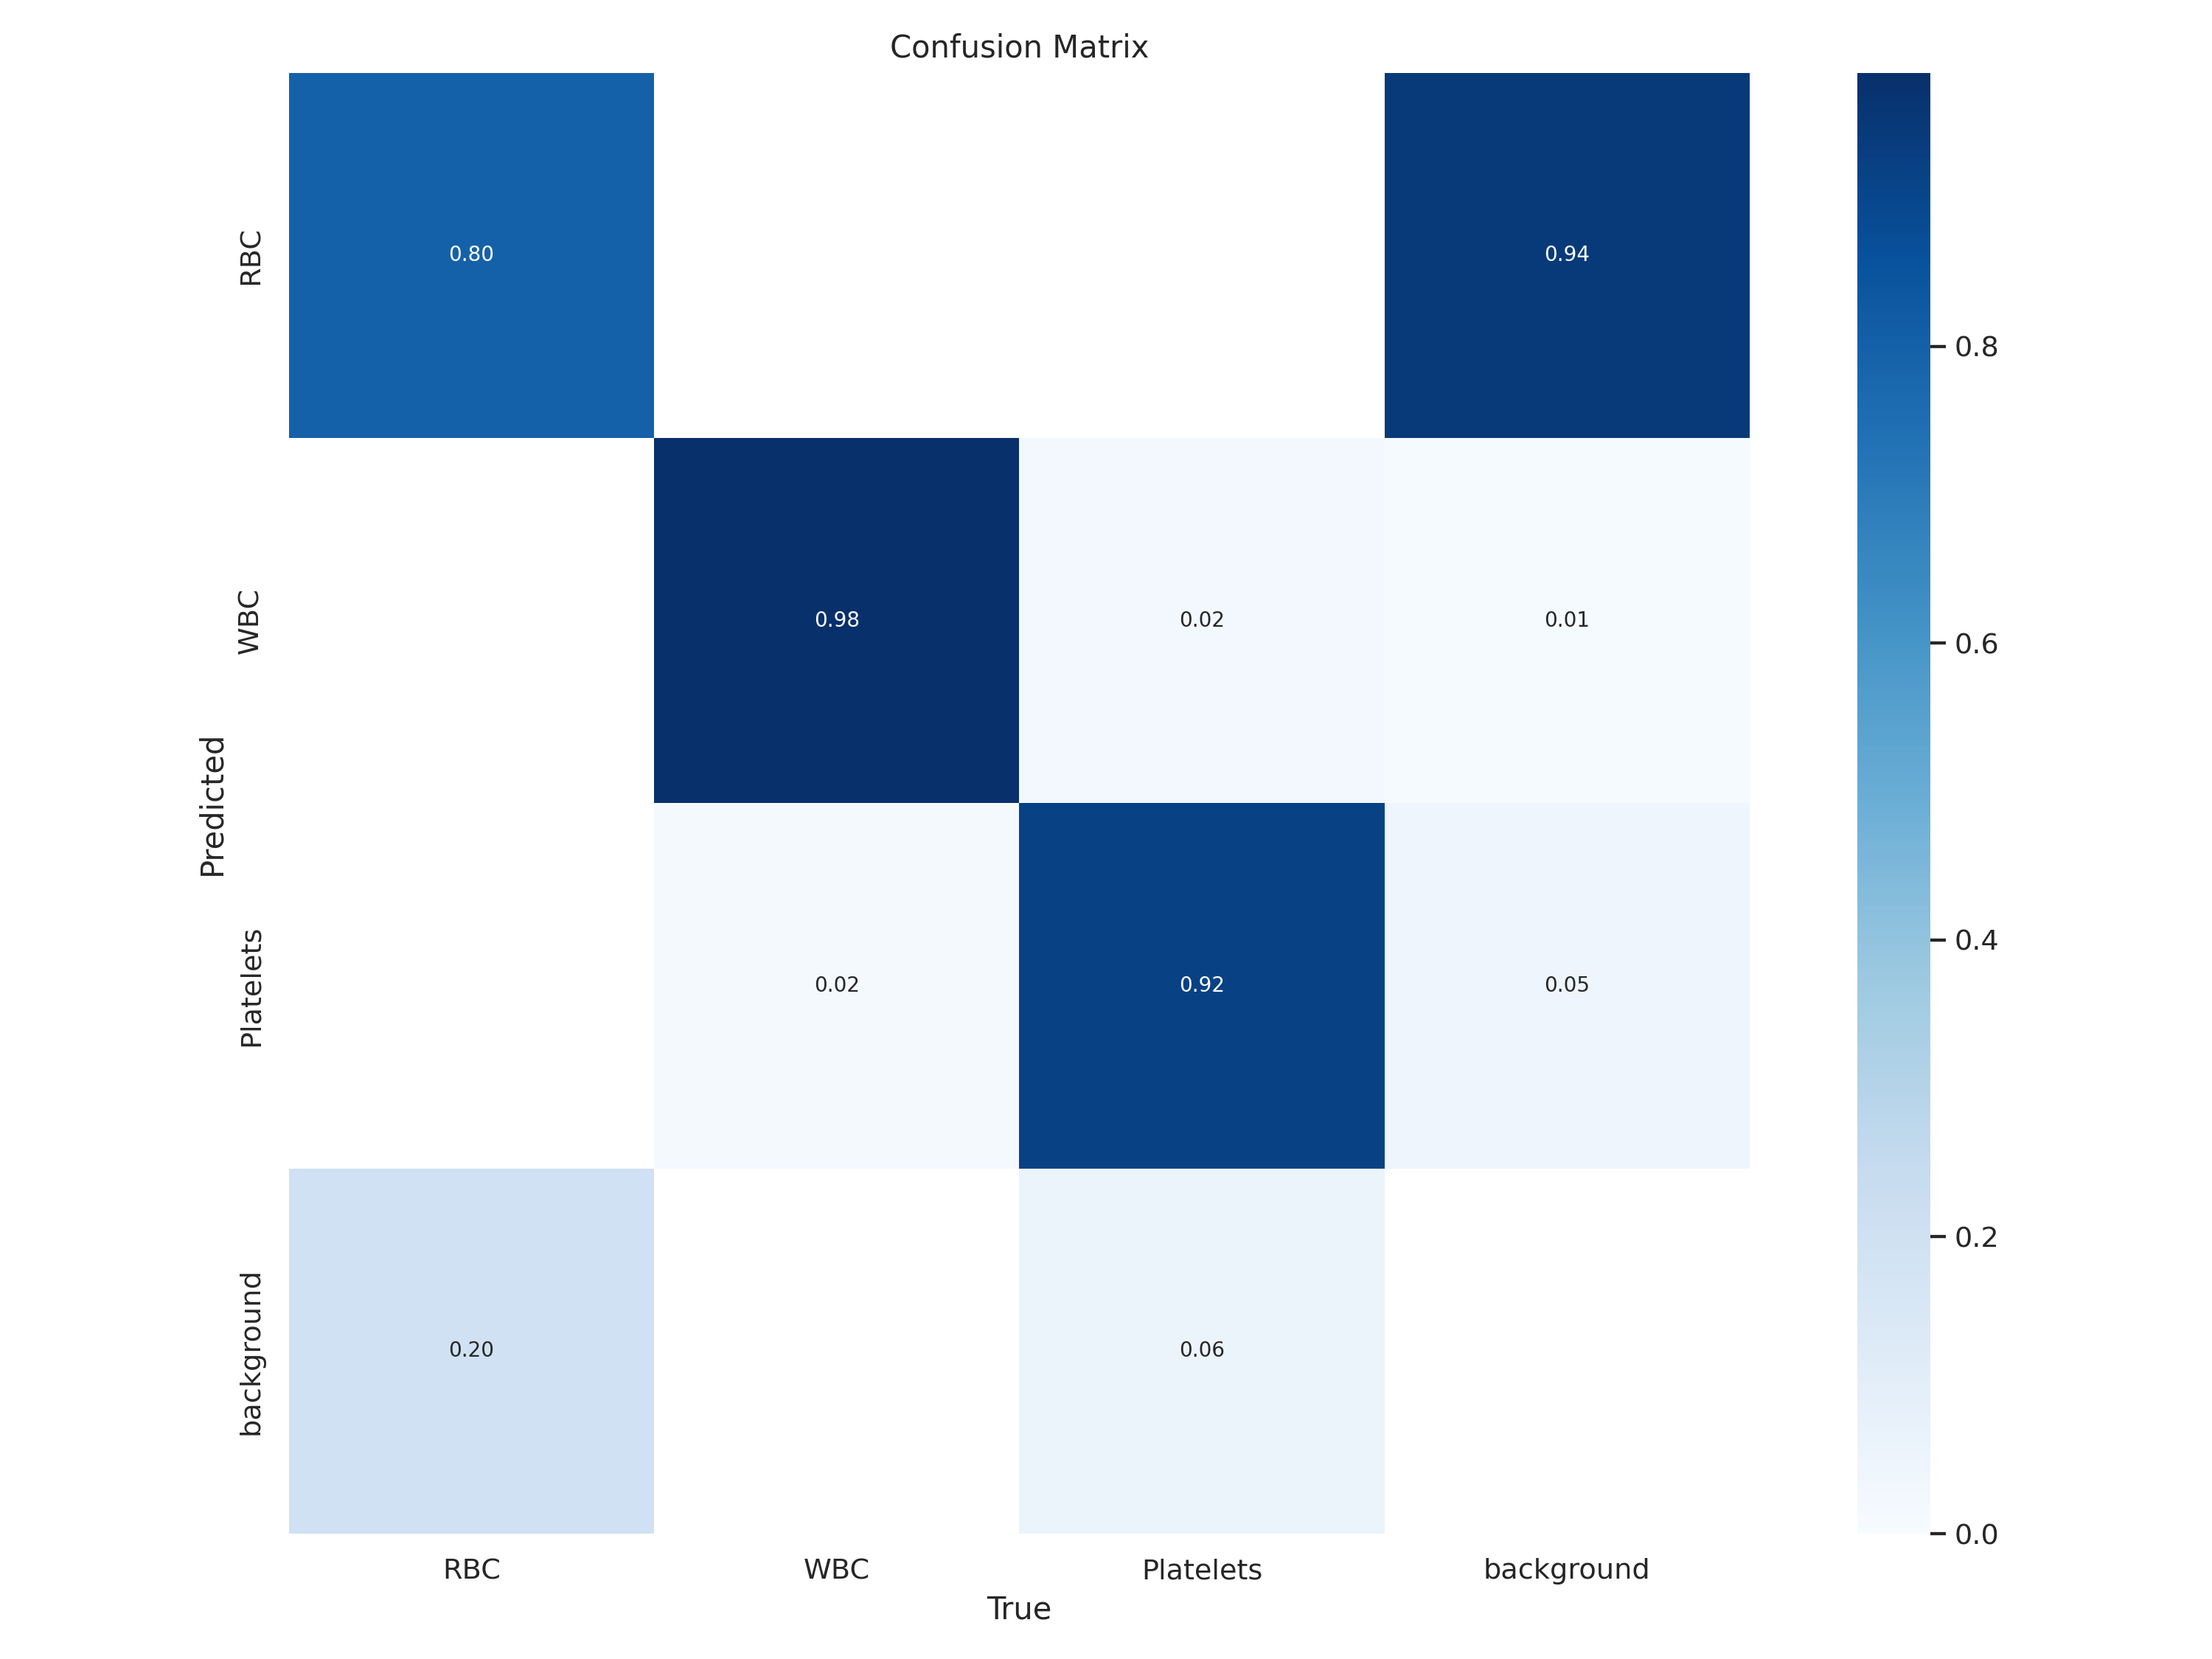 Confusion Matrix
RBC
0.80
0.94
0.8
WBC
0.98
0.02
0.01
0.6
Predicted
Platelets
0.02
0.92
0.05
0.4
background
0.20
0.06
0.2
0.0
RBC
WBC
Platelets
background
True